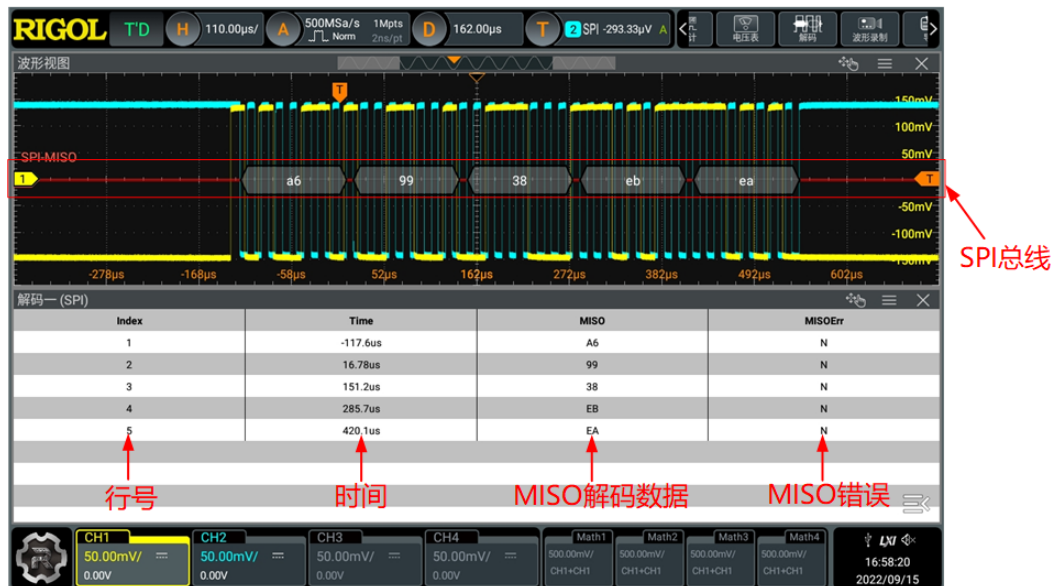 RIGOL T'D H 110.00µs/ A 500MSa/s 1Mpts Norm 2ns/pt D 162.00µs T 2 SPI -293.33µV A 电压表 解码 波形录制
波形视图
T
150mV
100mV
50mV
SPI-MISO
1 a6 99 38 eb ea T
-50mV
-100mV
-150mV
SPI总线
-278µs -168µs -58µs 52µs 162µs 272µs 382µs 492µs 602µs
解码一 (SPI)
Index Time MISO MISOErr
1 -117.6us A6 N
2 16.78us 99 N
3 151.2us 38 N
4 285.7us EB N
5 420.1us EA N
行号 时间 MISO解码数据 MISO错误
CH1 CH2 CH3 CH4 Math1 Math2 Math3 Math4
50.00mV/ 50.00mV/ 50.00mV/ 50.00mV/ 500.00mV/ 500.00mV/ 500.00mV/ 500.00mV/
0.00V 0.00V 0.00V 0.00V CH1+CH1 CH1+CH1 CH1+CH1 CH1+CH1
LXI
16:58:20
2022/09/15